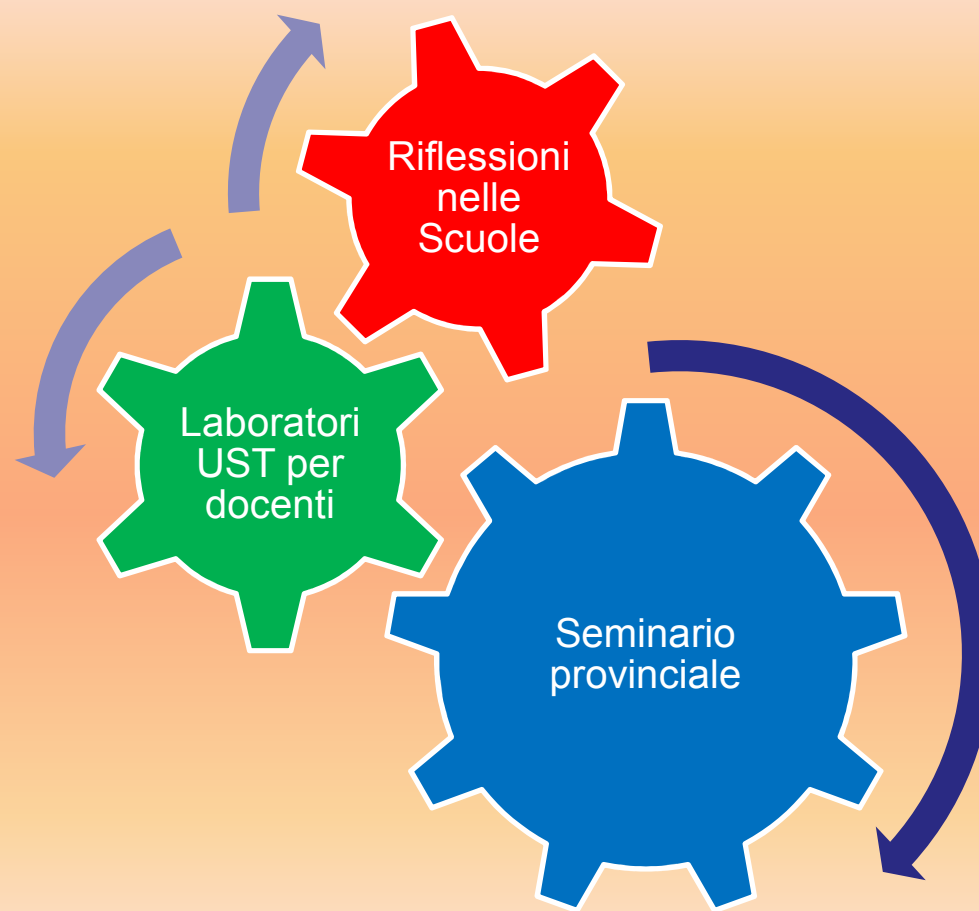 Riflessioni
nelle
Scuole
Laboratori
UST per
docenti
Seminario
provinciale